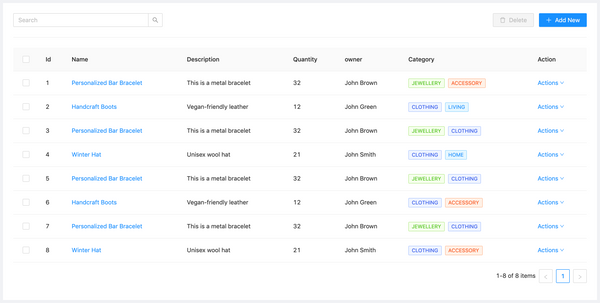 Search Delete + Add New
Id Name Description Quantity owner Category Action
1 Personalized Bar Bracelet This is a metal bracelet 32 John Brown JEWELLERY ACCESSORY Actions
2 Handcraft Boots Vegan-friendly leather 12 John Green CLOTHING LIVING Actions
3 Personalized Bar Bracelet This is a metal bracelet 32 John Brown JEWELLERY CLOTHING Actions
4 Winter Hat Unisex wool hat 21 John Smith CLOTHING HOME Actions
5 Personalized Bar Bracelet This is a metal bracelet 32 John Brown JEWELLERY CLOTHING Actions
6 Handcraft Boots Vegan-friendly leather 12 John Green CLOTHING ACCESSORY Actions
7 Personalized Bar Bracelet This is a metal bracelet 32 John Brown JEWELLERY CLOTHING Actions
8 Winter Hat Unisex wool hat 21 John Smith CLOTHING ACCESSORY Actions
1-8 of 8 items < 1 >